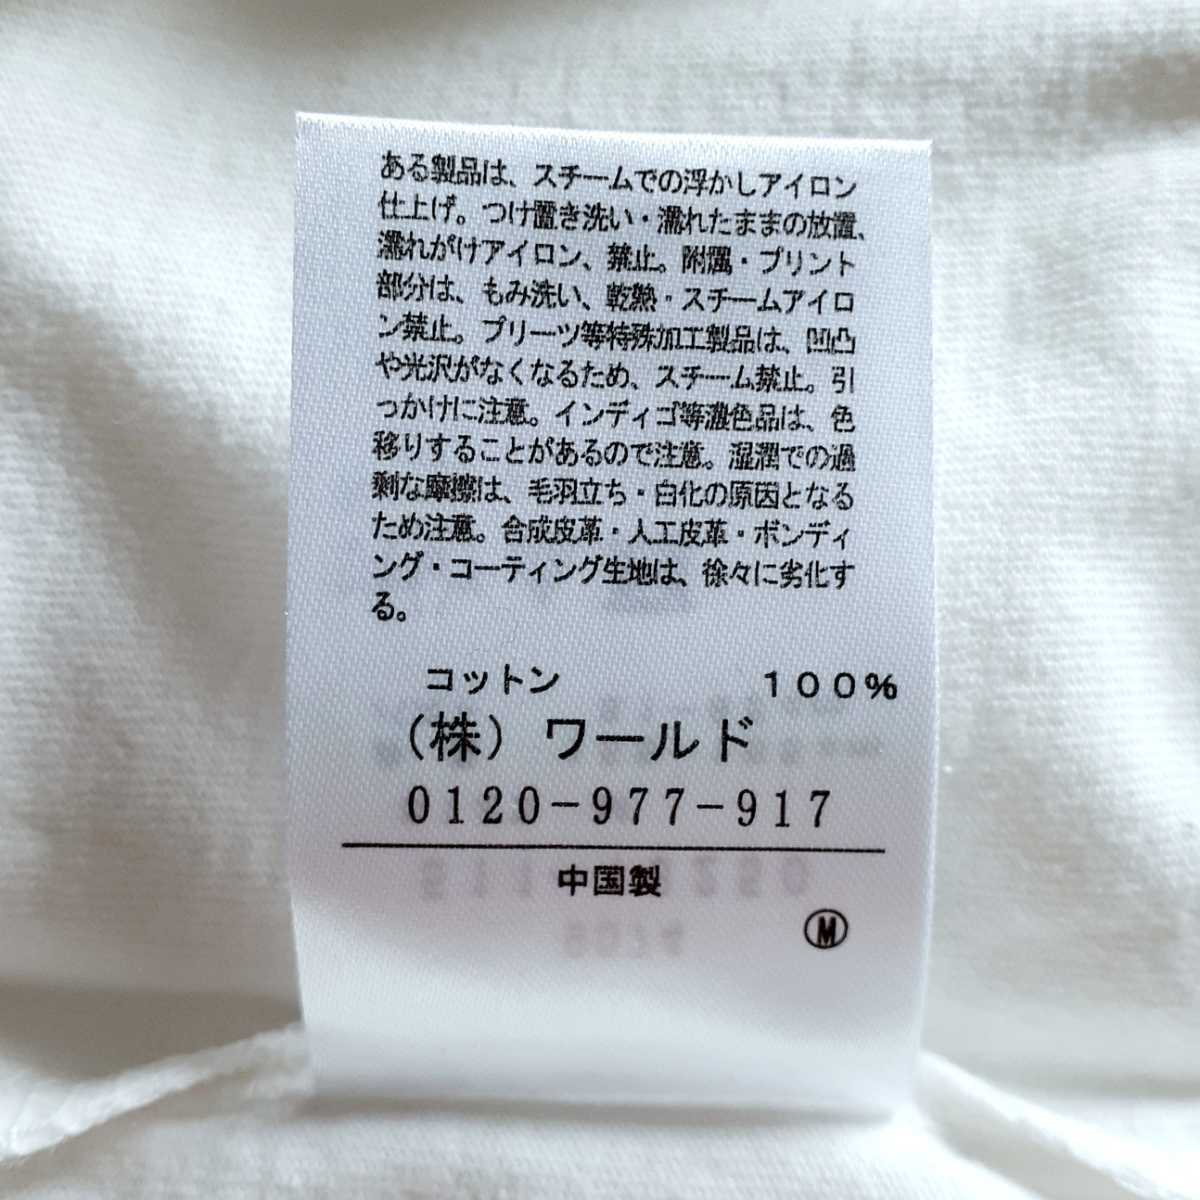 ある製品は、スチームでの浮かしアイロン
仕上げ。つけ置き洗い・濡れたままの放置、
濡れがけアイロン、禁止。附属・プリント
部分は、もみ洗い、乾熱・スチームアイロ
ン禁止。プリーツ等特殊加工製品は、凹凸
や光沢がなくなるため、スチーム禁止。引
っかけに注意。インディゴ等濃色品は、色
移りすることがあるので注意。湿潤での過
剰な摩擦は、毛羽立ち・白化の原因となる
ため注意。合成皮革・人工皮革・ボンディ
ング・コーティング生地は、徐々に劣化す
る。
コットン 100%
(株) ワールド
0120-977-917
中国製
Ⓜ